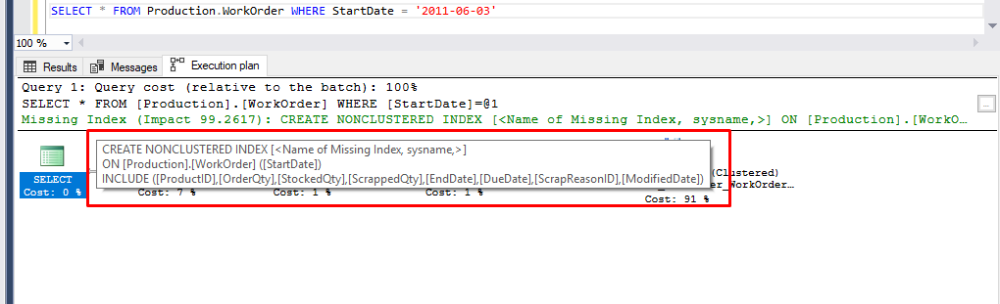 SELECT * FROM Production.WorkOrder WHERE StartDate = '2011-06-03'
100 %
Results Messages Execution plan
Query 1: Query cost (relative to the batch): 100%
SELECT * FROM [Production].[WorkOrder] WHERE [StartDate]=@1
...
Missing Index (Impact 99.2617): CREATE NONCLUSTERED INDEX [<Name of Missing Index, sysname,>] ON [Production].[WorkO…
CREATE NONCLUSTERED INDEX [<Name of Missing Index, sysname,>]
ON [Production].[WorkOrder] ([StartDate])
INCLUDE ([ProductID],[OrderQty],[StockedQty],[ScrappedQty],[EndDate],[DueDate],[ScrapReasonID],[ModifiedDate])
(Clustered)
er_WorkOrder…
SELECT
Cost: 0 %
Cost: 7 %
Cost: 1 %
Cost: 1 %
Cost: 91 %